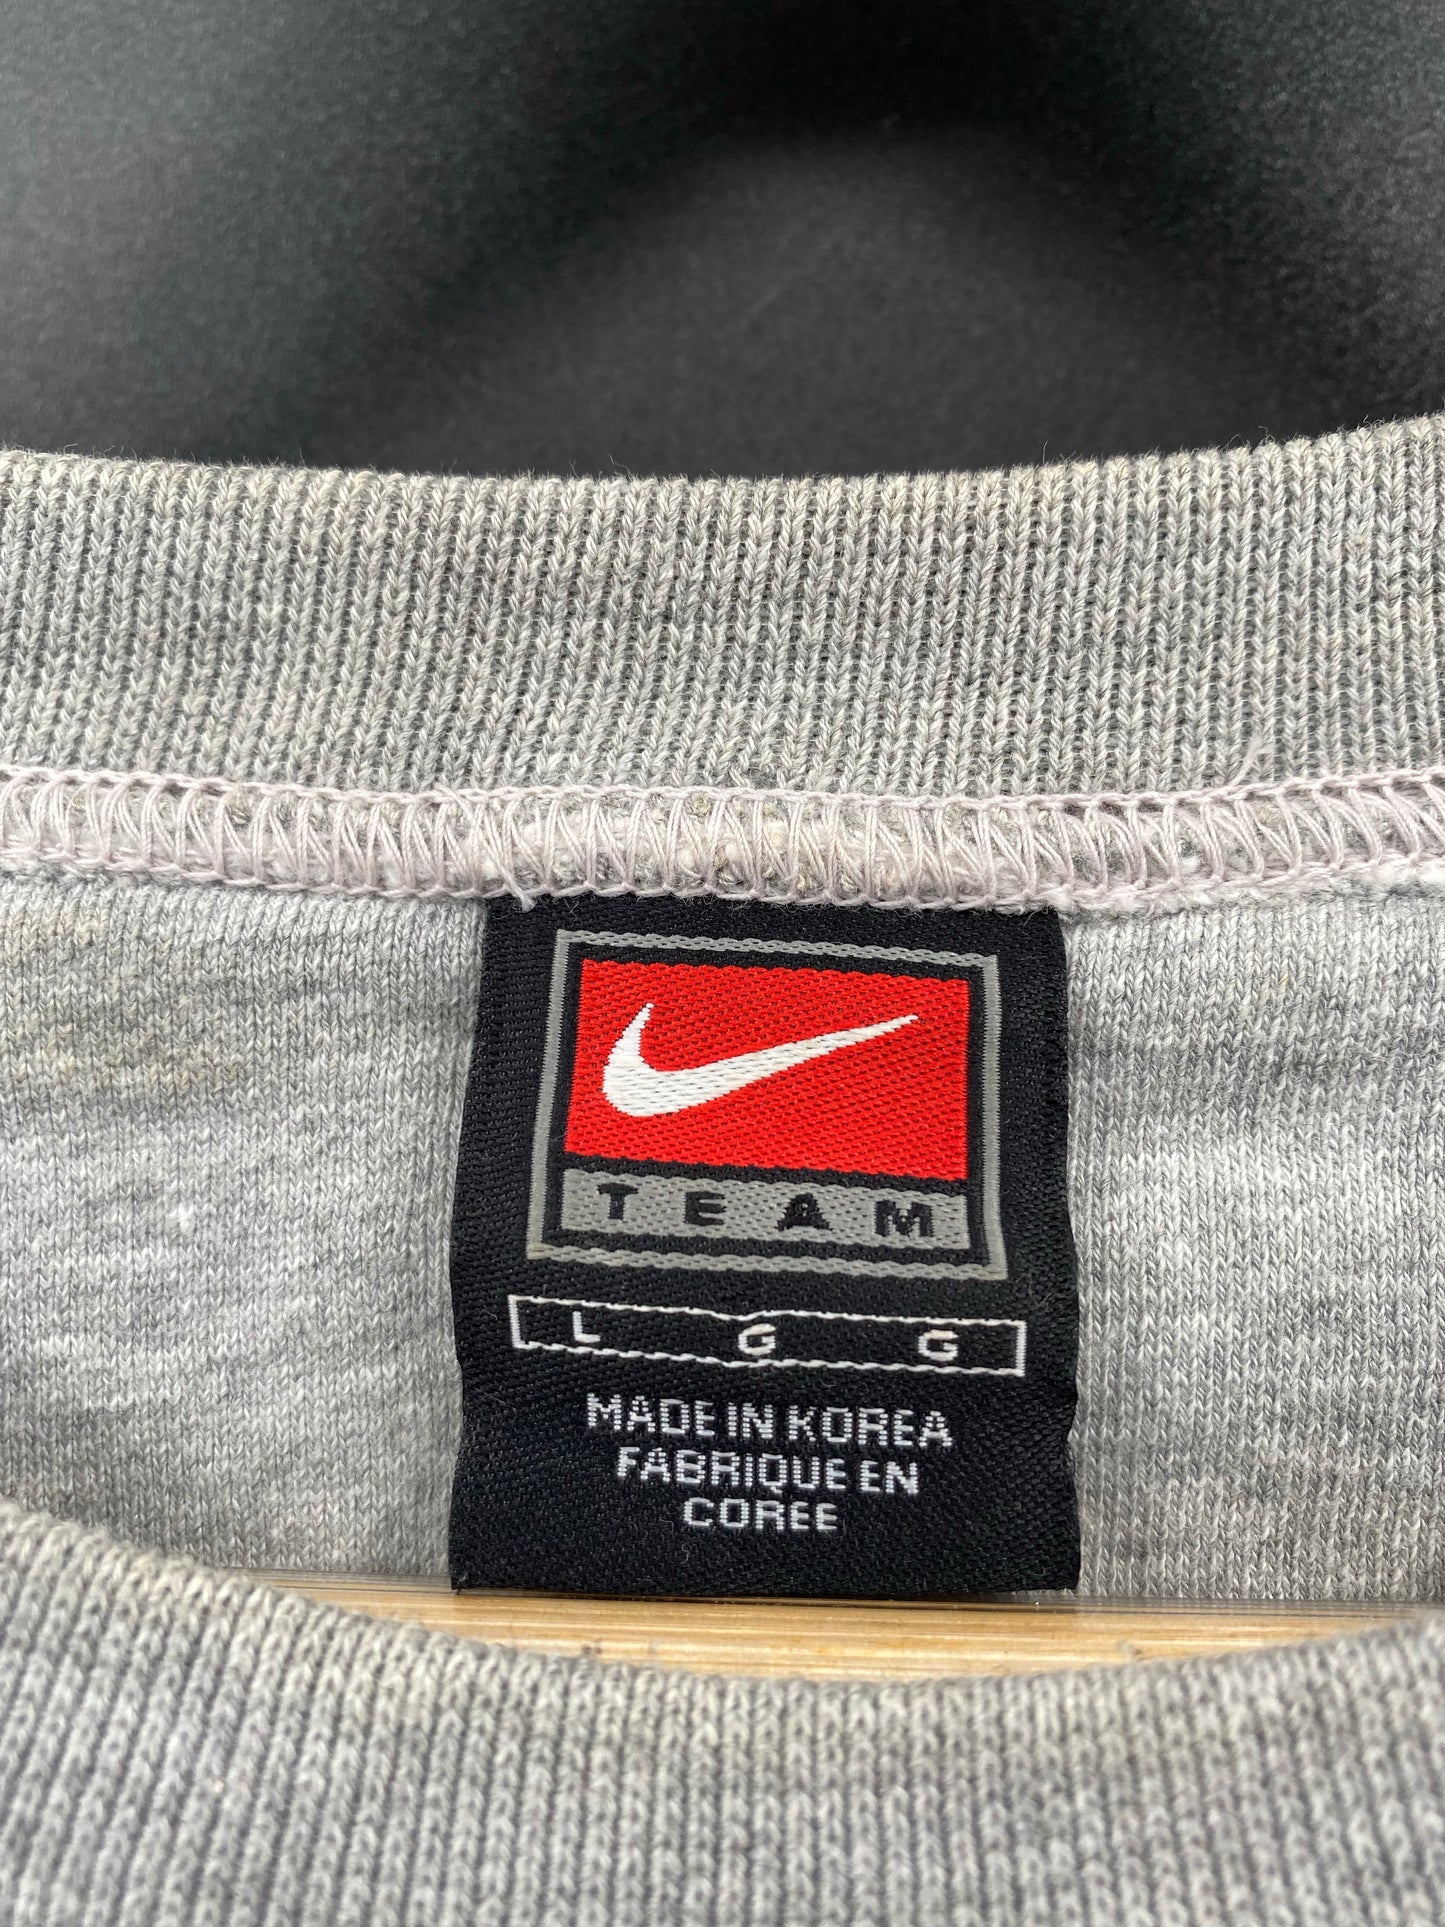 TEAM
L G G
MADE IN KOREA
FABRIQUE EN
COREE